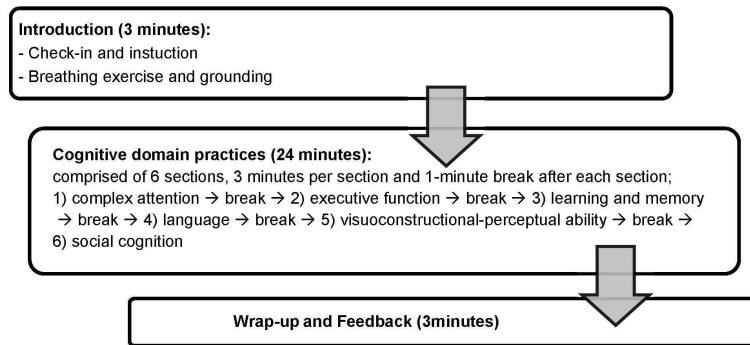 Introduction (3 minutes):
- Check-in and instuction
- Breathing exercise and grounding
Cognitive domain practices (24 minutes):
comprised of 6 sections, 3 minutes per section and 1-minute break after each section;
1) complex attention → break → 2) executive function → break → 3) learning and memory
→ break → 4) language → break → 5) visuoconstructional-perceptual ability → break →
6) social cognition
Wrap-up and Feedback (3minutes)